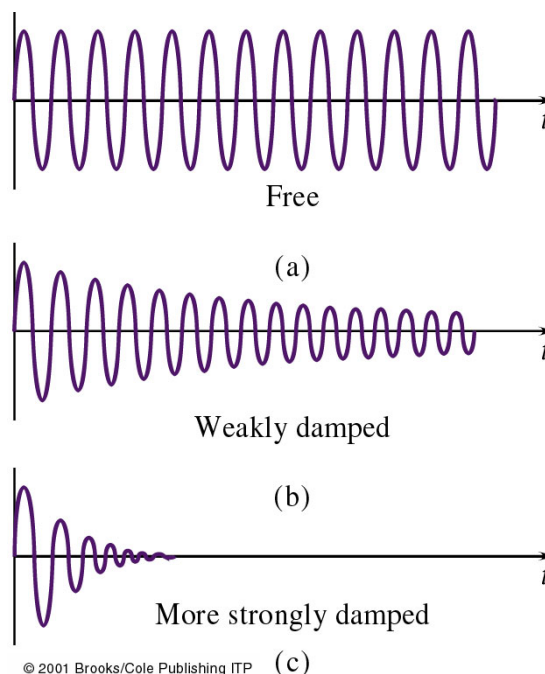 t
Free
(a)
t
Weakly damped
(b)
t
More strongly damped
© 2001 Brooks/Cole Publishing ITP (c)